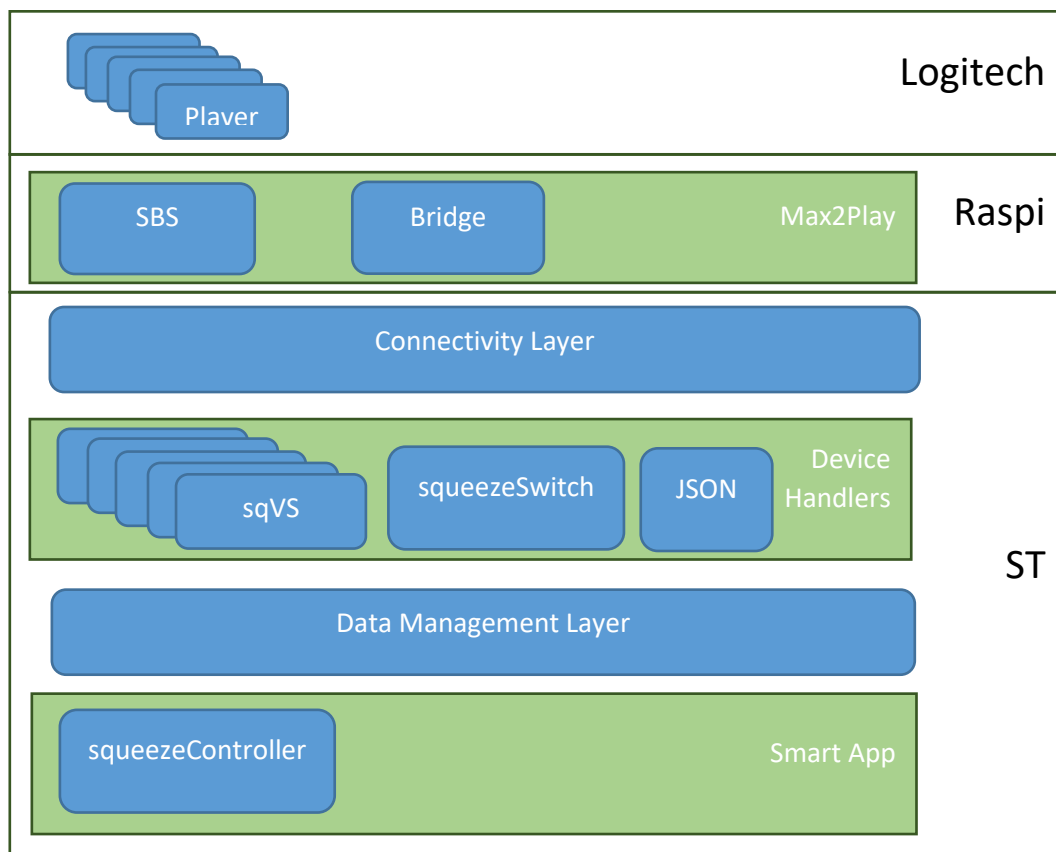 Logitech
Player
SBS
Bridge
Max2Play
Raspi
Connectivity Layer
sqVS
squeezeSwitch
JSON
Device
Handlers
ST
Data Management Layer
squeezeController
Smart App